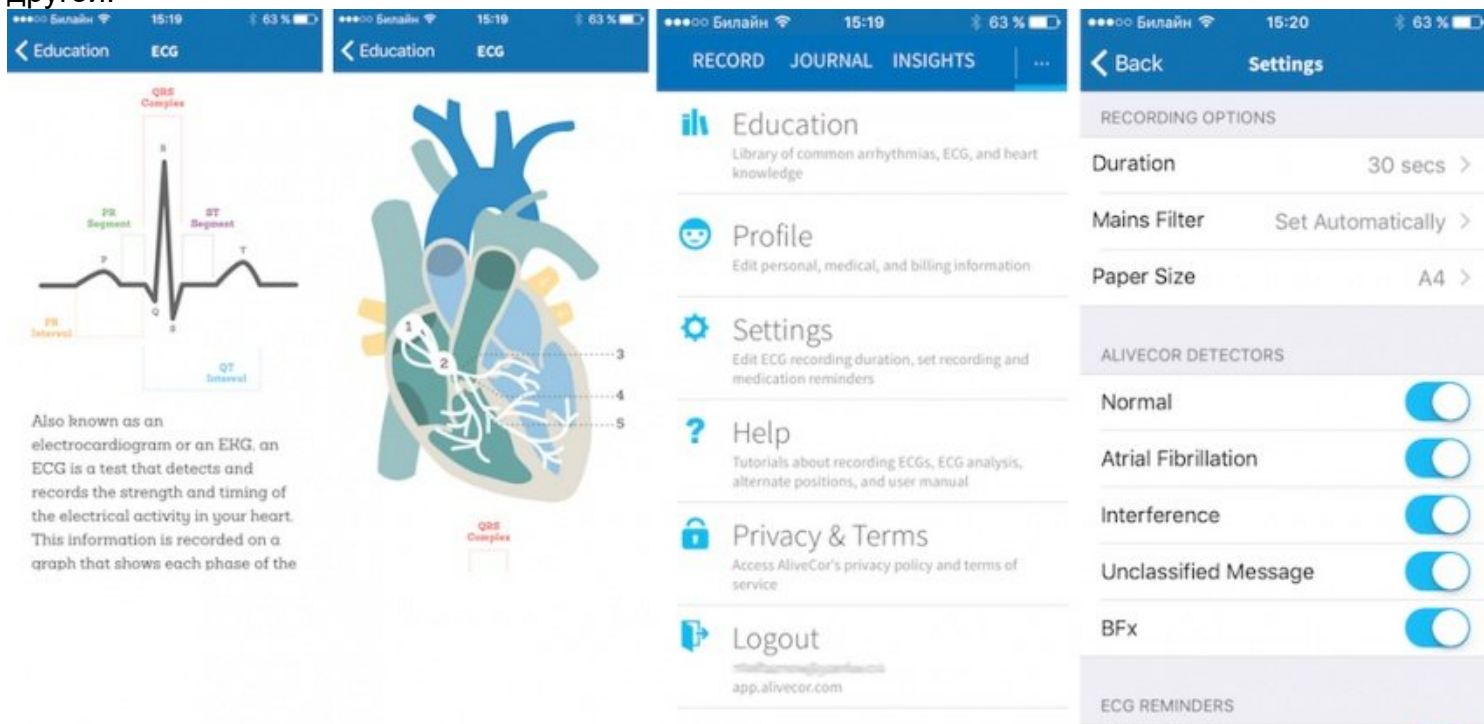 другой.
●●●○○ Билайн 15:19 63 %
Education ECG
QRS
Complex
R
PR
Segment
ST
Segment
P
T
Q
S
PR
Interval
QT
Interval
Also known as an
electrocardiogram or an EKG, an
ECG is a test that detects and
records the strength and timing of
the electrical activity in your heart.
This information is recorded on a
graph that shows each phase of the
●●●○○ Билайн 15:19 63 %
Education ECG
1
2
3
4
5
QRS
Complex
●●●○○ Билайн 15:19 63 %
RECORD JOURNAL INSIGHTS ...
Education
Library of common arrhythmias, ECG, and heart
knowledge
Profile
Edit personal, medical, and billing information
Settings
Edit ECG recording duration, set recording and
medication reminders
? Help
Tutorials about recording ECGs, ECG analysis,
alternate positions, and user manual
Privacy & Terms
Access AliveCor's privacy policy and terms of
service
Logout
app.alivecor.com
●●●○○ Билайн 15:20 63 %
Back Settings
RECORDING OPTIONS
Duration 30 secs >
Mains Filter Set Automatically >
Paper Size A4 >
ALIVECOR DETECTORS
Normal
Atrial Fibrillation
Interference
Unclassified Message
BFx
ECG REMINDERS